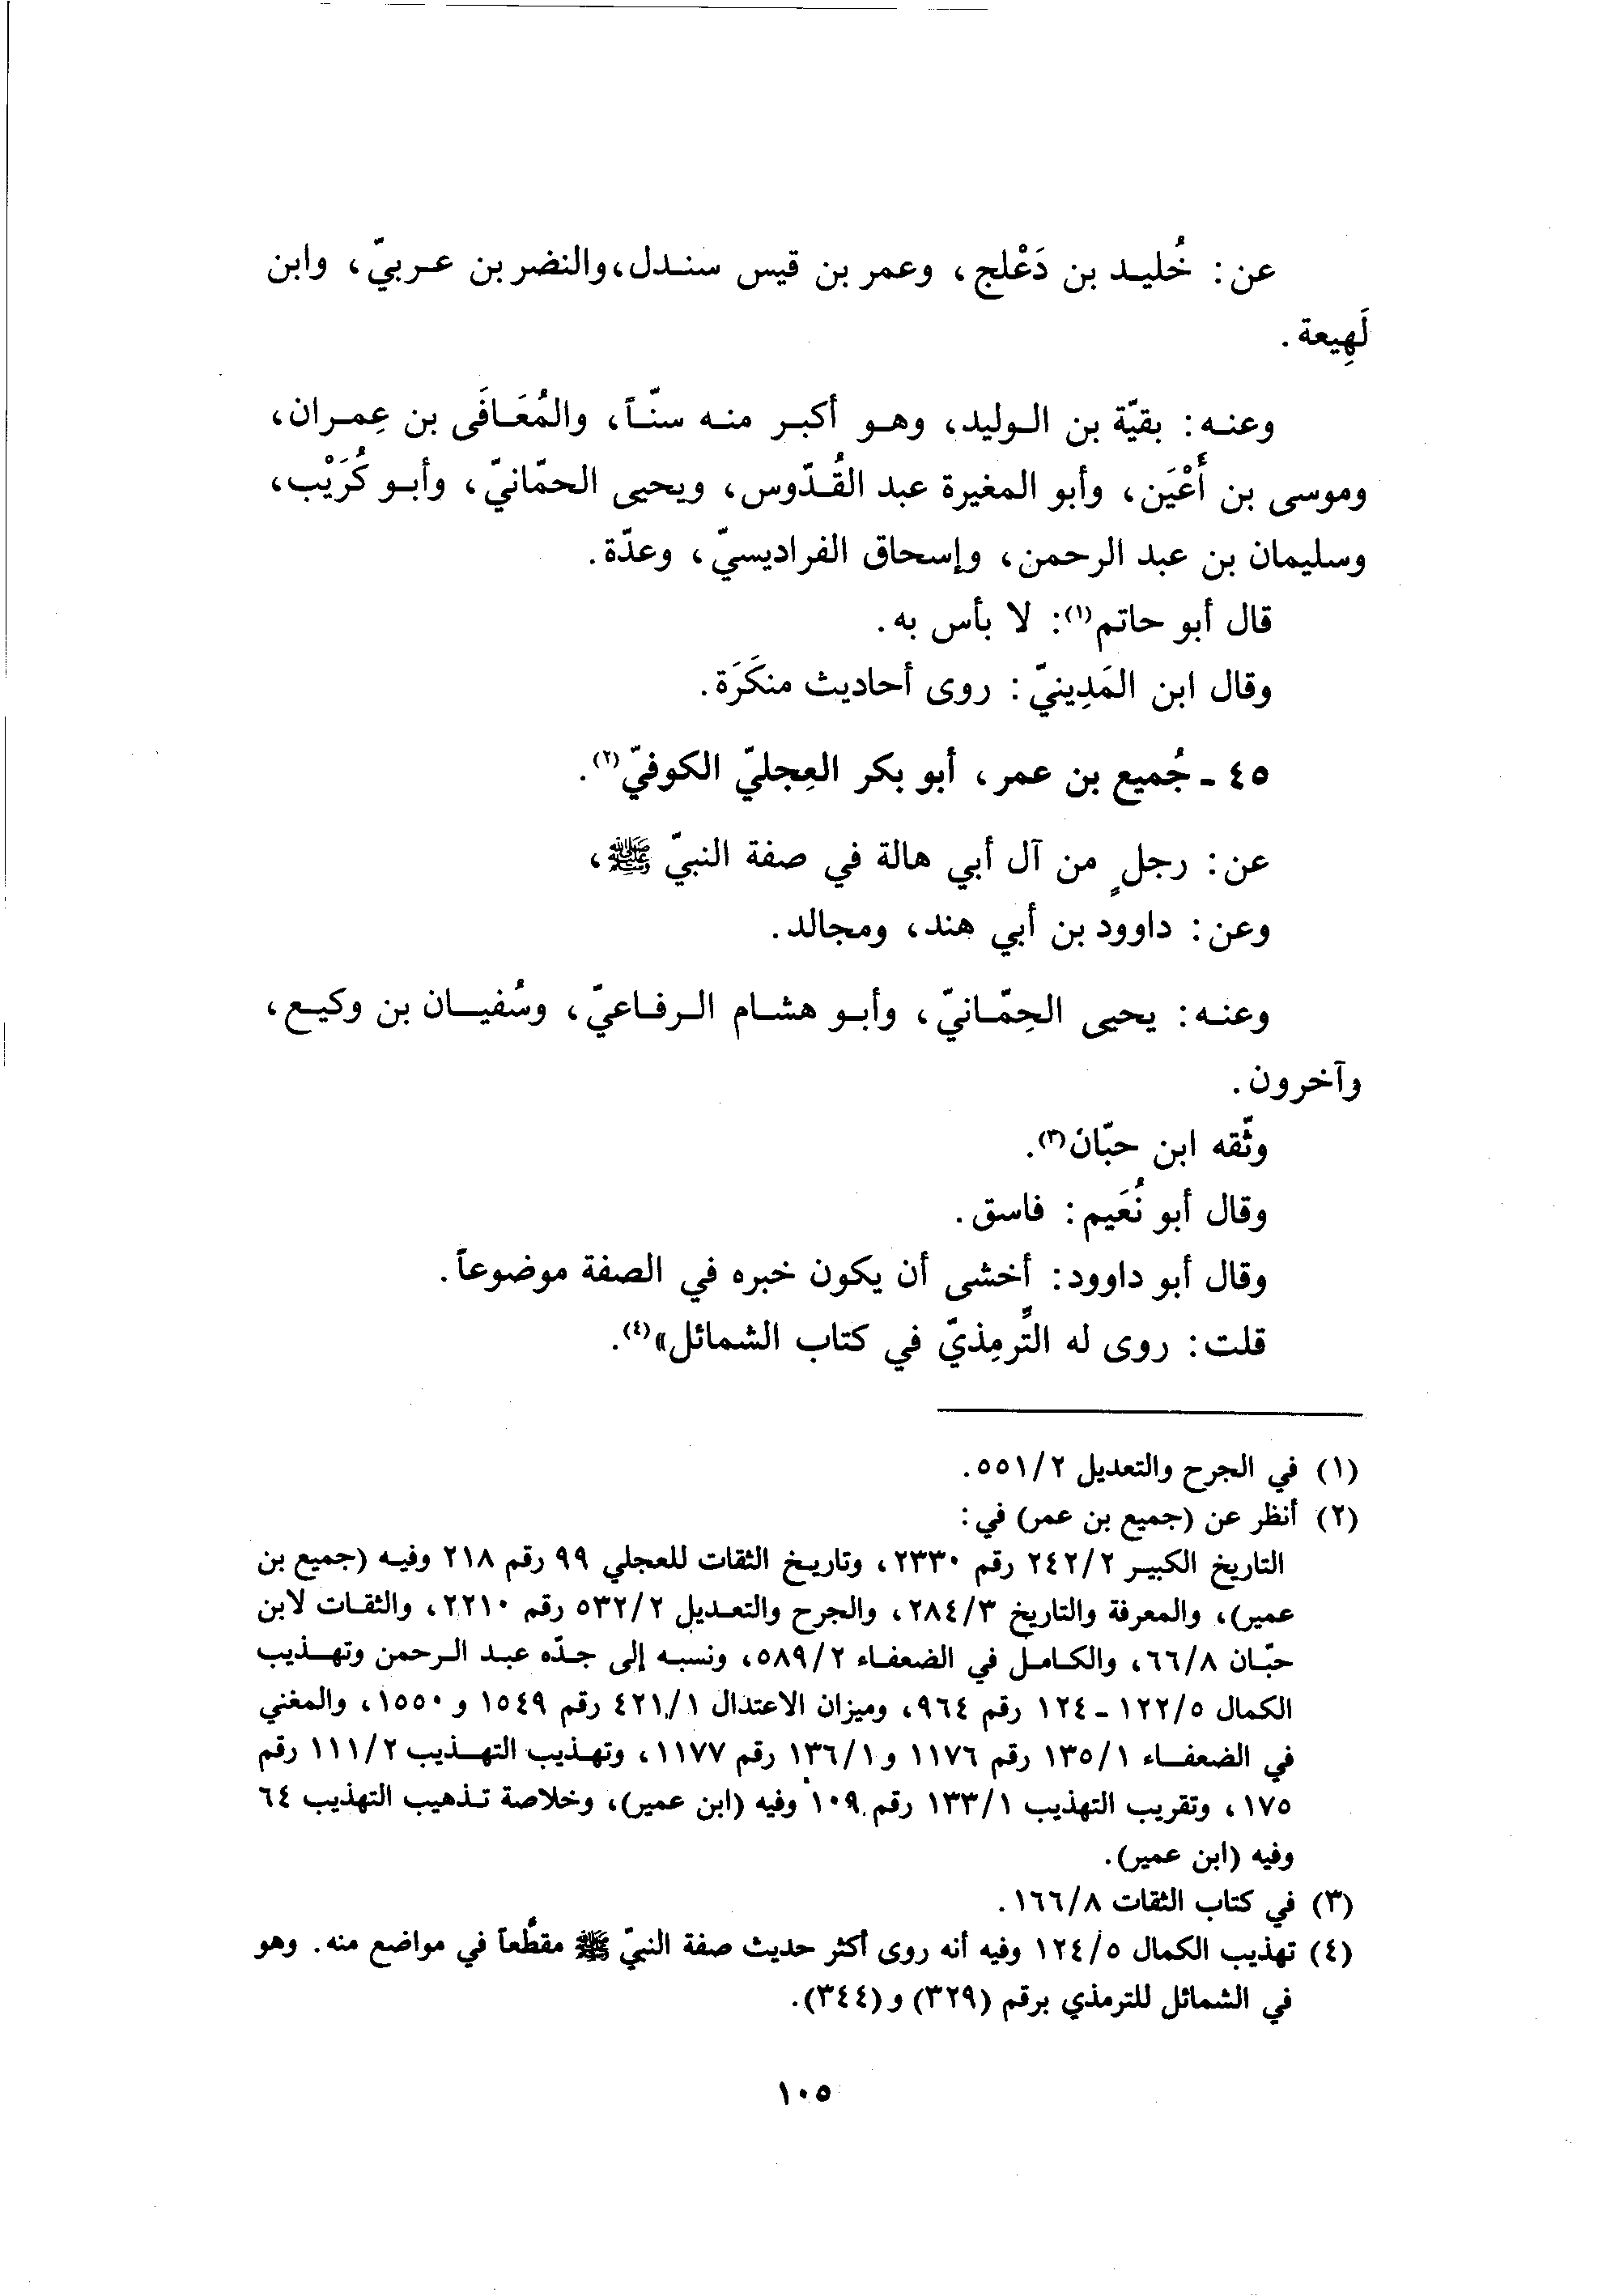 عن: خُليد بن دَعْلج، وعمر بن قيس سندل، والنضر بن عربيّ، وابن
لَهِيعة.
وعنه: بقيّة بن الوليد، وهو أكبر منه سنّاً، والمُعَافَى بن عِمران،
وموسى بن أَعْيَن، وأبو المغيرة عبد القُدّوس، ويحيى الحمّانيّ، وأبو كُرَيْب،
وسليمان بن عبد الرحمن، وإسحاق الفراديسيّ، وعدّة.
قال أبو حاتم(١): لا بأس به.
وقال ابن المَدِينيّ: روى أحاديث منكَرَة.
٤٥ - جُميع بن عمر، أبو بكر العِجليّ الكوفيّ(٢).
عن: رجلٍ من آل أبي هالة في صفة النبيّ ﷺ،
وعن: داوود بن أبي هند، ومجالد.
وعنه: يحيى الحِمّانيّ، وأبو هشام الرفاعيّ، وسُفيان بن وكيع،
وآخرون.
وثّقه ابن حبّان(٣).
وقال أبو نُعَيم: فاسق.
وقال أبو داوود: أخشى أن يكون خبره في الصفة موضوعاً.
قلت: روى له التِّرمِذيّ في كتاب الشمائل»(٤).
(١) في الجرح والتعديل ٢/٥٥١.
(٢) أنظر عن (جميع بن عمر) في:
التاريخ الكبير ٢/٢٤٢ رقم ٢٣٣٠، وتاريخ الثقات للعجلي ٩٩ رقم ٢١٨ وفيه (جميع بن
عمير)، والمعرفة والتاريخ ٣/٢٨٤، والجرح والتعديل ٢/٥٣٢ رقم ٢٢١٠، والثقات لابن
حبّان ٨/٦٦، والكامل في الضعفاء ٢/٥٨٩، ونسبه إلى جدّه عبد الرحمن وتهذيب
الكمال ٥/١٢٢ - ١٢٤ رقم ٩٦٤، وميزان الاعتدال ١/٤٢١ رقم ١٥٤٩ و ١٥٥٠، والمغني
في الضعفاء ١/١٣٥ رقم ١١٧٦ و ١/١٣٦ رقم ١١٧٧، وتهذيب التهذيب ٢/١١١ رقم
١٧٥، وتقريب التهذيب ١/١٣٣ رقم ١٠٩ وفيه (ابن عمير)، وخلاصة تذهيب التهذيب ٦٤
وفيه (ابن عمير).
(٣) في كتاب الثقات ٨/١٦٦.
(٤) تهذيب الكمال ٥/١٢٤ وفيه أنه روى أكثر حديث صفة النبيّ ﷺ مقطّعاً في مواضع منه. وهو
في الشمائل للترمذي برقم (٣٢٩) و(٣٤٤).
١٠٥